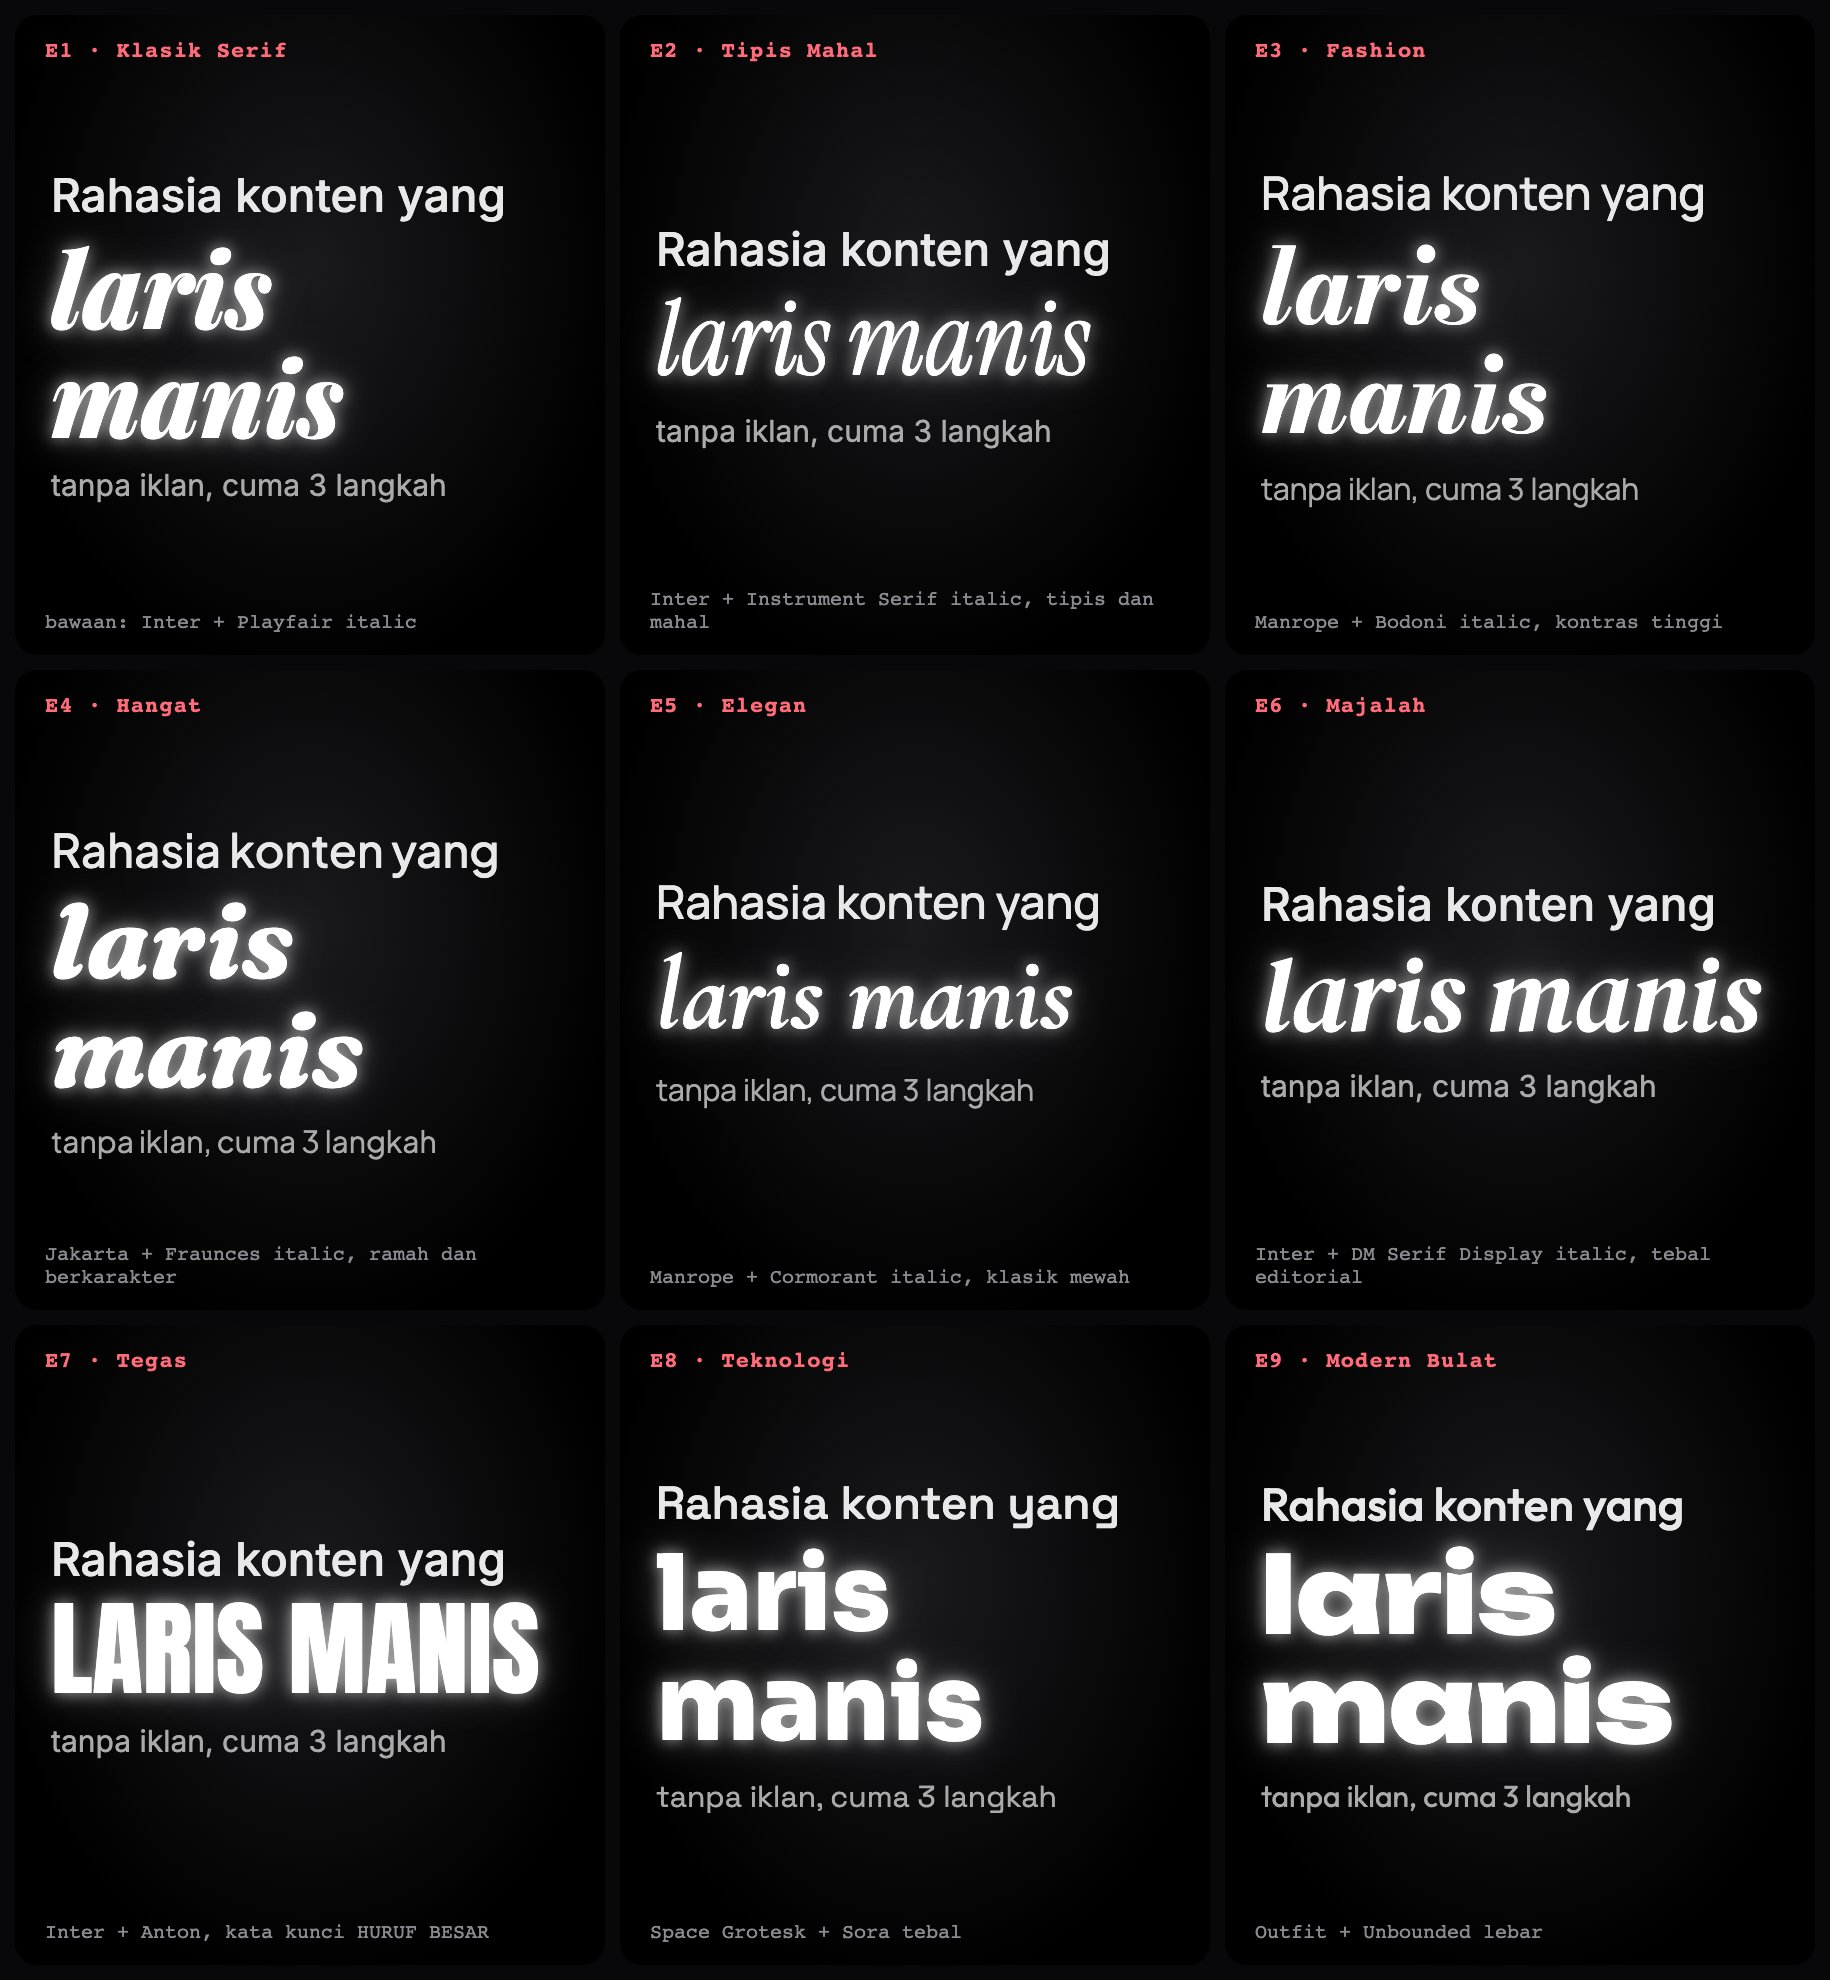 E1 · Klasik Serif
Rahasia konten yang
laris
manis
tanpa iklan, cuma 3 langkah
bawaan: Inter + Playfair italic
E2 · Tipis Mahal
Rahasia konten yang
laris manis
tanpa iklan, cuma 3 langkah
Inter + Instrument Serif italic, tipis dan
mahal
E3 · Fashion
Rahasia konten yang
laris
manis
tanpa iklan, cuma 3 langkah
Manrope + Bodoni italic, kontras tinggi
E4 · Hangat
Rahasia konten yang
laris
manis
tanpa iklan, cuma 3 langkah
Jakarta + Fraunces italic, ramah dan
berkarakter
E5 · Elegan
Rahasia konten yang
laris manis
tanpa iklan, cuma 3 langkah
Manrope + Cormorant italic, klasik mewah
E6 · Majalah
Rahasia konten yang
laris manis
tanpa iklan, cuma 3 langkah
Inter + DM Serif Display italic, tebal
editorial
E7 · Tegas
Rahasia konten yang
LARIS MANIS
tanpa iklan, cuma 3 langkah
Inter + Anton, kata kunci HURUF BESAR
E8 · Teknologi
Rahasia konten yang
laris
manis
tanpa iklan, cuma 3 langkah
Space Grotesk + Sora tebal
E9 · Modern Bulat
Rahasia konten yang
laris
manis
tanpa iklan, cuma 3 langkah
Outfit + Unbounded lebar